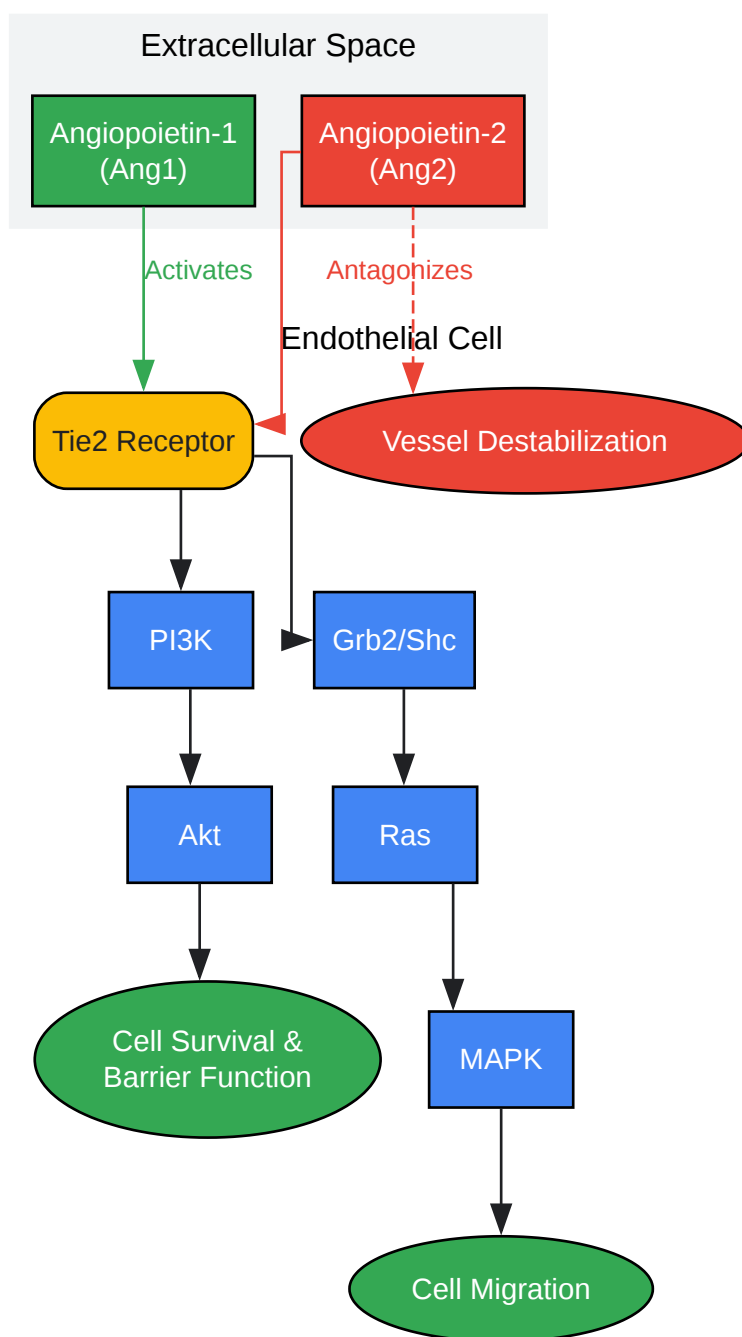 Extracellular Space
Angiopoietin-1
(Ang1)
Angiopoietin-2
(Ang2)
Activates
Antagonizes
Endothelial Cell
Tie2 Receptor
Vessel Destabilization
PI3K
Grb2/Shc
Akt
Ras
Cell Survival &
Barrier Function
MAPK
Cell Migration